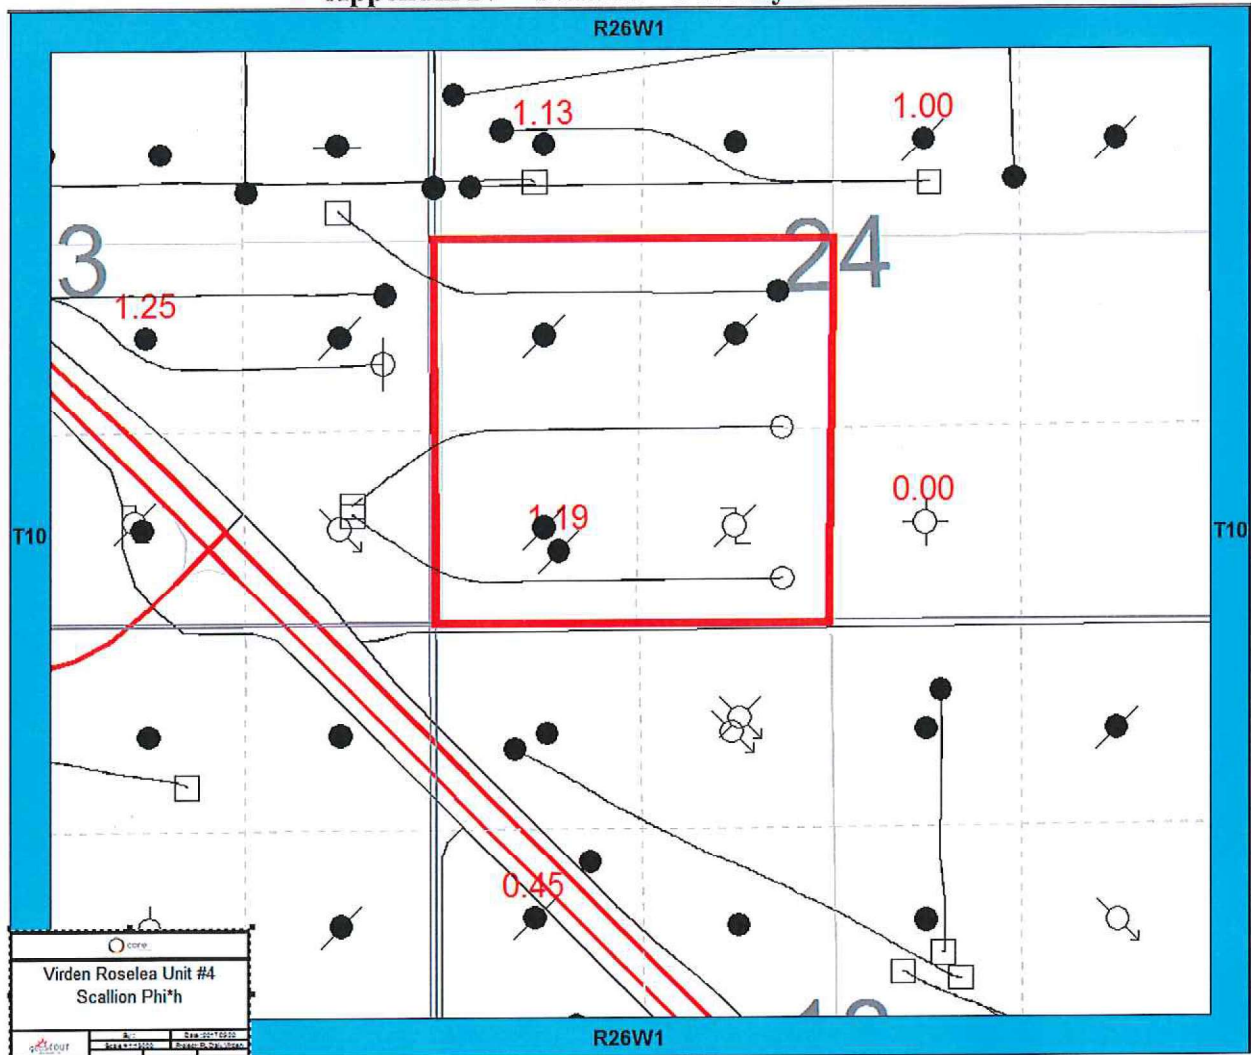 R26W1
1.13
1.00
24
3
1.25
1.19
0.00
T10
T10
0.45
core
Virden Roselea Unit #4
Scallion Phi*h
R26W1